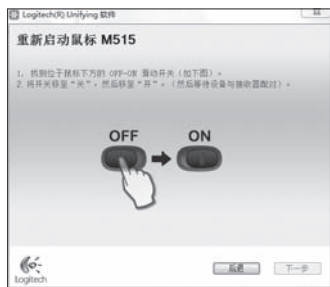 Logitech(R) Unifying 软件
重新启动鼠标 M515
1. 找到位于鼠标下方的 OFF-ON 滑动开关（如下图）。
2. 将开关移至“关”，然后移至“开”。（然后等待设备与接收器配对）。
OFF
ON
Logitech
后退
下一步